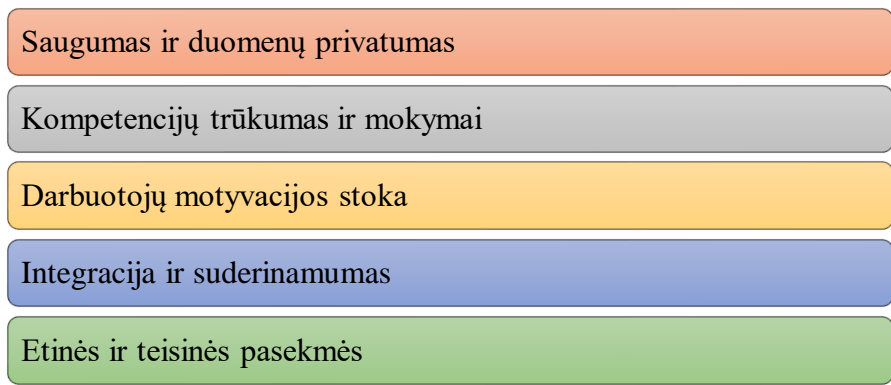 Saugumas ir duomenų privatumas
Kompetencijų trūkumas ir mokymai
Darbuotojų motyvacijos stoka
Integracija ir suderinamumas
Etinės ir teisinės pasekmės